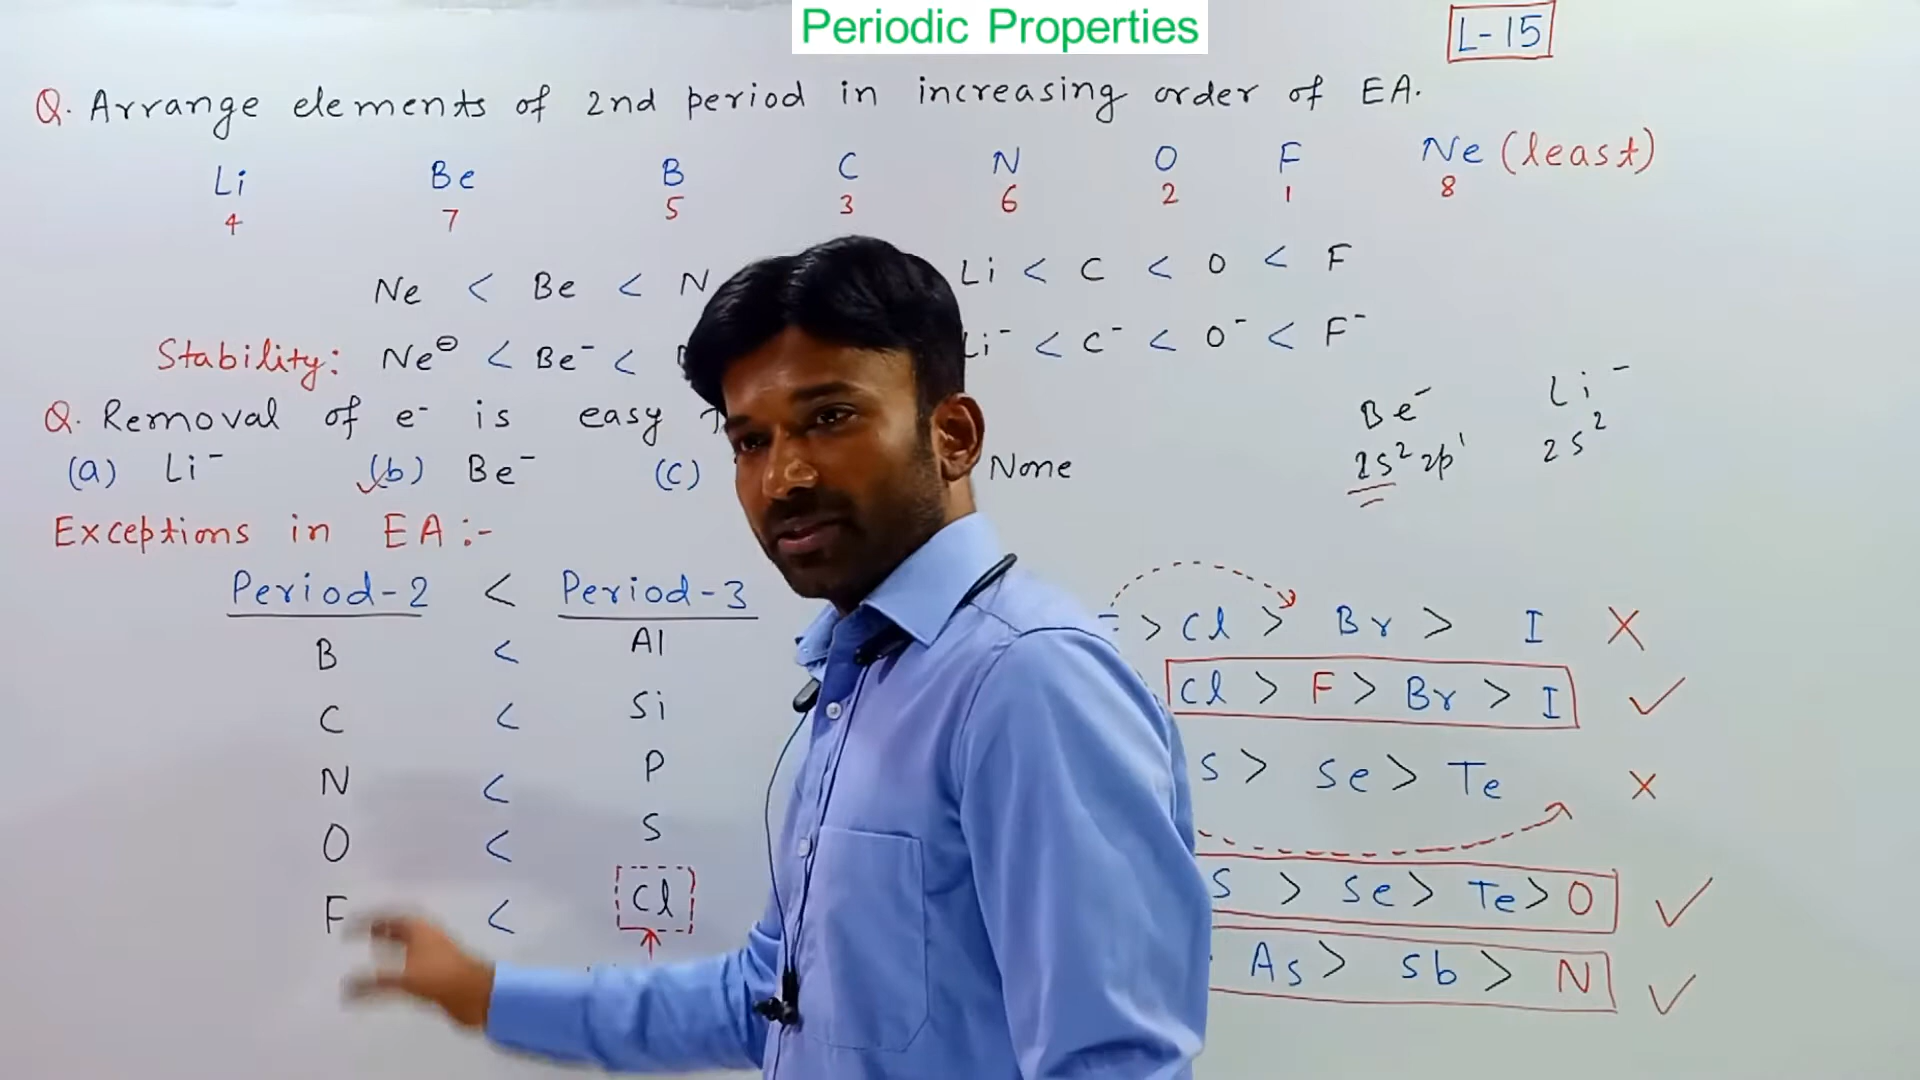 Periodic Properties
L-15
Q. Arrange elements of 2nd period in increasing order of EA.
Li Be B C N O F Ne (least)
4 7 5 3 6 2 1 8
Ne < Be < N Li < C < O < F
Stability: Ne⊖ < Be⁻ < Li⁻ < C⁻ < O⁻ < F⁻
Be⁻ Li⁻
2s² 2p¹ 2s²
Q. Removal of e⁻ is easy
(a) Li⁻ (b) Be⁻ (c) None
Exceptions in EA:-
Period-2 < Period-3
B < Al
C < Si
N < P
O < S
F < Cl
> Cl > Br > I ×
Cl > F > Br > I ✓
S > Se > Te ×
S > Se > Te > O ✓
As > Sb > N ✓